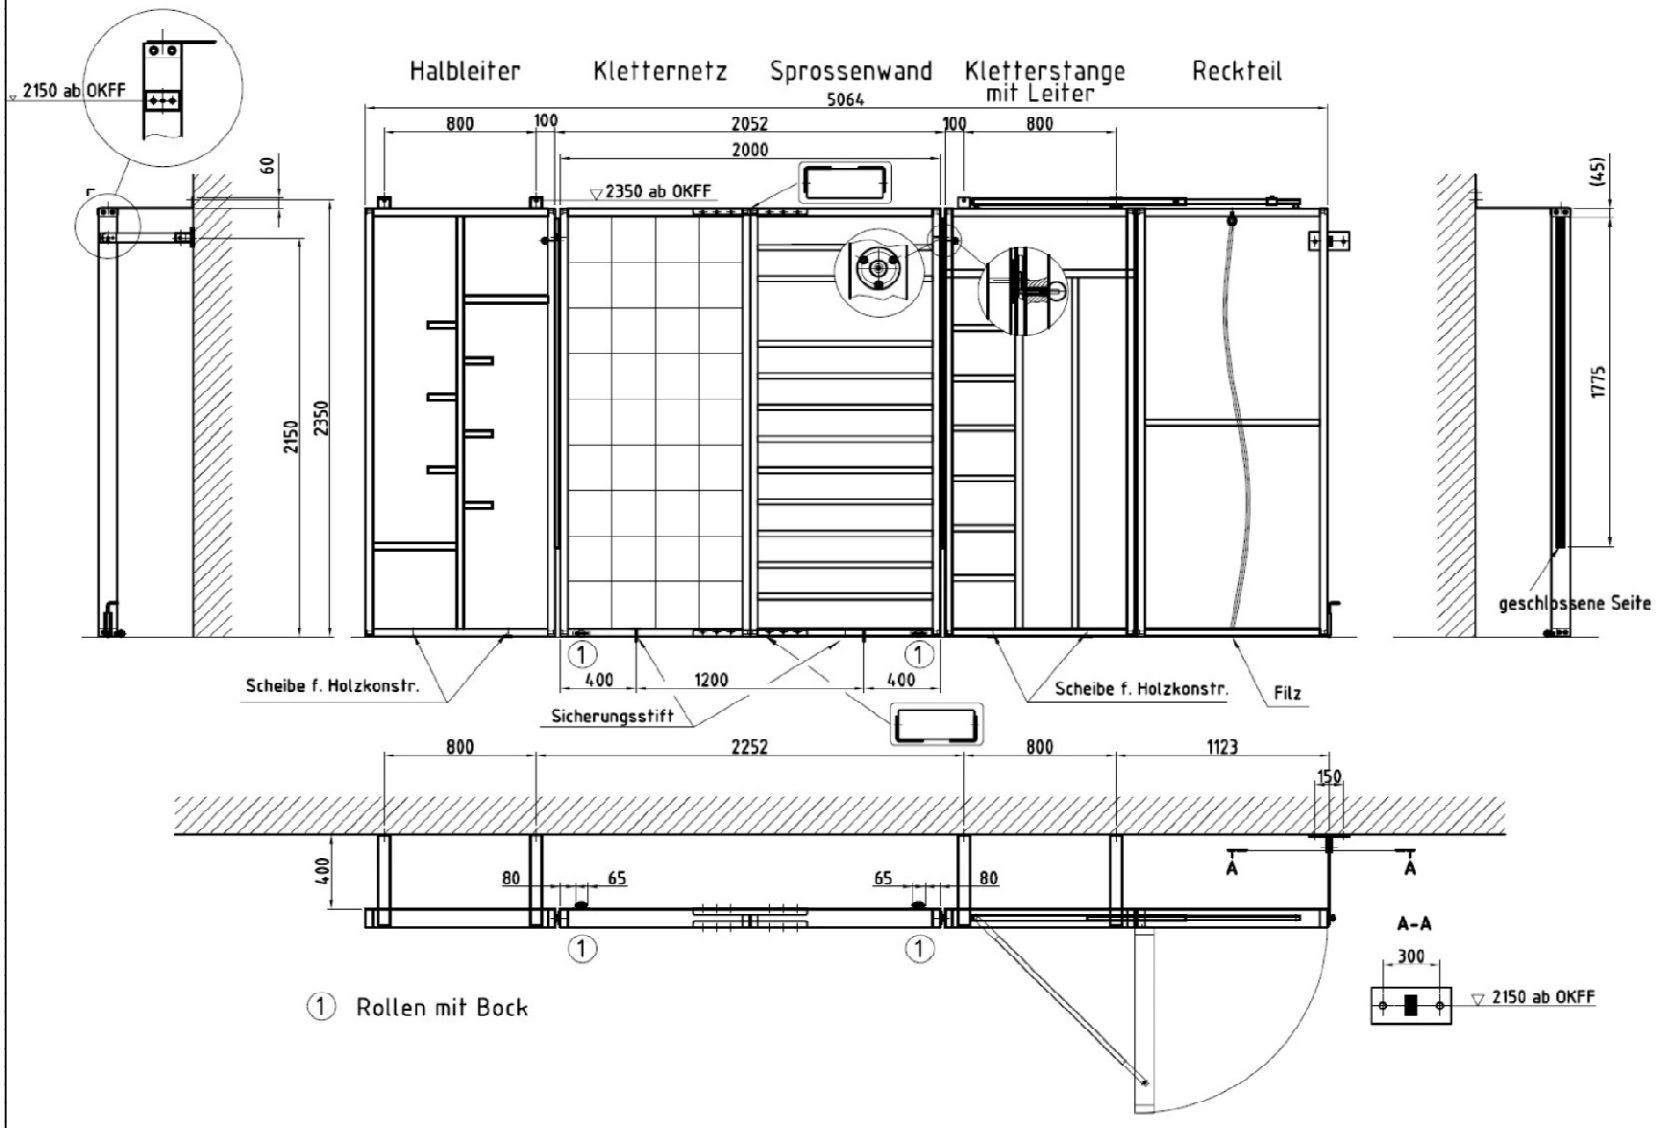 Halbleiter
Kletternetz
Sprossenwand
Kletterstange
mit Leiter
Reckteil
2150 ab OKFF
5064
800
100
2052
100
800
2000
60
2350 ab OKFF
(45)
2150
2350
1775
geschlossene Seite
1
1
400
1200
400
Scheibe f. Holzkonstr.
Sicherungsstift
Scheibe f. Holzkonstr.
Filz
800
2252
800
1123
150
400
80
65
65
80
A
A
A-A
1
1
300
2150 ab OKFF
1 Rollen mit Bock